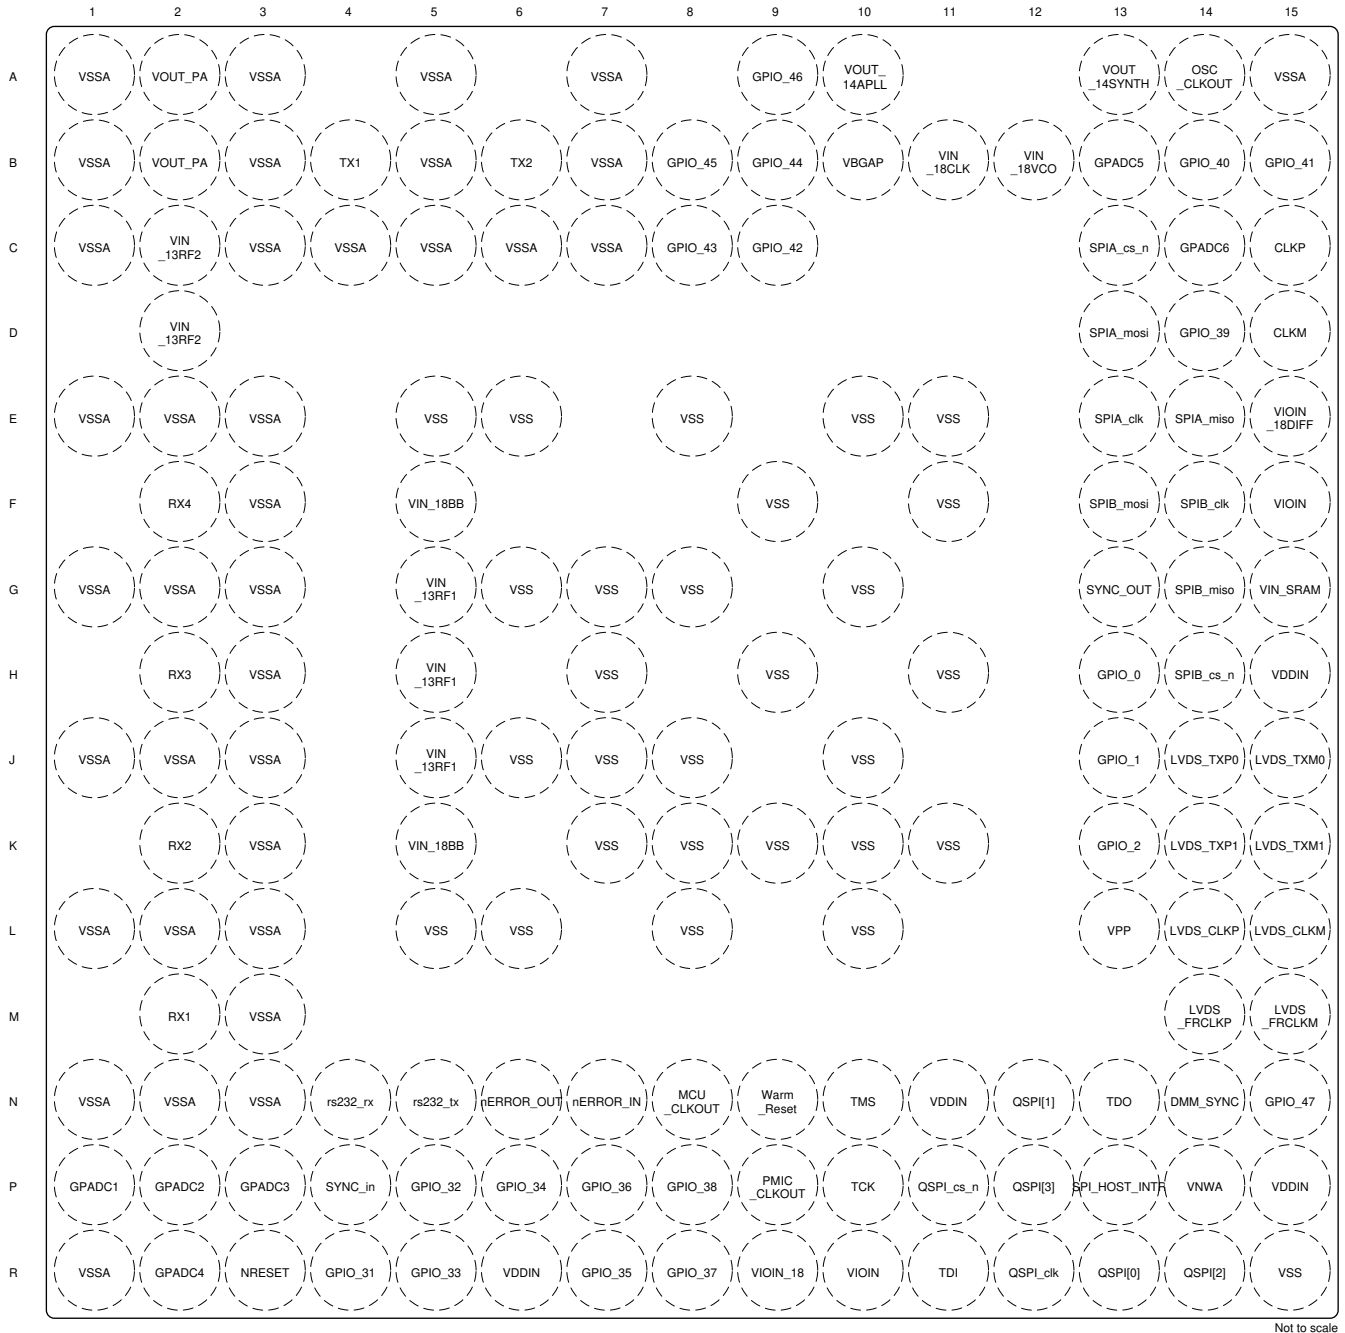 1 2 3 4 5 6 7 8 9 10 11 12 13 14 15
A VSSA VOUT_PA VSSA VSSA VSSA GPIO_46 VOUT_ 14APLL VOUT _14SYNTH OSC _CLKOUT VSSA
B VSSA VOUT_PA VSSA TX1 VSSA TX2 VSSA GPIO_45 GPIO_44 VBGAP VIN _18CLK VIN _18VCO GPADC5 GPIO_40 GPIO_41
C VSSA VIN _13RF2 VSSA VSSA VSSA VSSA VSSA GPIO_43 GPIO_42 SPIA_cs_n GPADC6 CLKP
D VIN _13RF2 SPIA_mosi GPIO_39 CLKM
E VSSA VSSA VSSA VSS VSS VSS VSS VSS SPIA_clk SPIA_miso VIOIN _18DIFF
F RX4 VSSA VIN_18BB VSS VSS SPIB_mosi SPIB_clk VIOIN
G VSSA VSSA VSSA VIN _13RF1 VSS VSS VSS VSS SYNC_OUT SPIB_miso VIN_SRAM
H RX3 VSSA VIN _13RF1 VSS VSS VSS GPIO_0 SPIB_cs_n VDDIN
J VSSA VSSA VSSA VIN _13RF1 VSS VSS VSS VSS GPIO_1 LVDS_TXP0 LVDS_TXM0
K RX2 VSSA VIN_18BB VSS VSS VSS VSS VSS GPIO_2 LVDS_TXP1 LVDS_TXM1
L VSSA VSSA VSSA VSS VSS VSS VSS VPP LVDS_CLKP LVDS_CLKM
M RX1 VSSA LVDS _FRCLKP LVDS _FRCLKM
N VSSA VSSA VSSA rs232_rx rs232_tx nERROR_OUT nERROR_IN MCU _CLKOUT Warm _Reset TMS VDDIN QSPI[1] TDO DMM_SYNC GPIO_47
P GPADC1 GPADC2 GPADC3 SYNC_in GPIO_32 GPIO_34 GPIO_36 GPIO_38 PMIC _CLKOUT TCK QSPI_cs_n QSPI[3] SPI_HOST_INTR VNWA VDDIN
R VSSA GPADC4 NRESET GPIO_31 GPIO_33 VDDIN GPIO_35 GPIO_37 VIOIN_18 VIOIN TDI QSPI_clk QSPI[0] QSPI[2] VSS
Not to scale